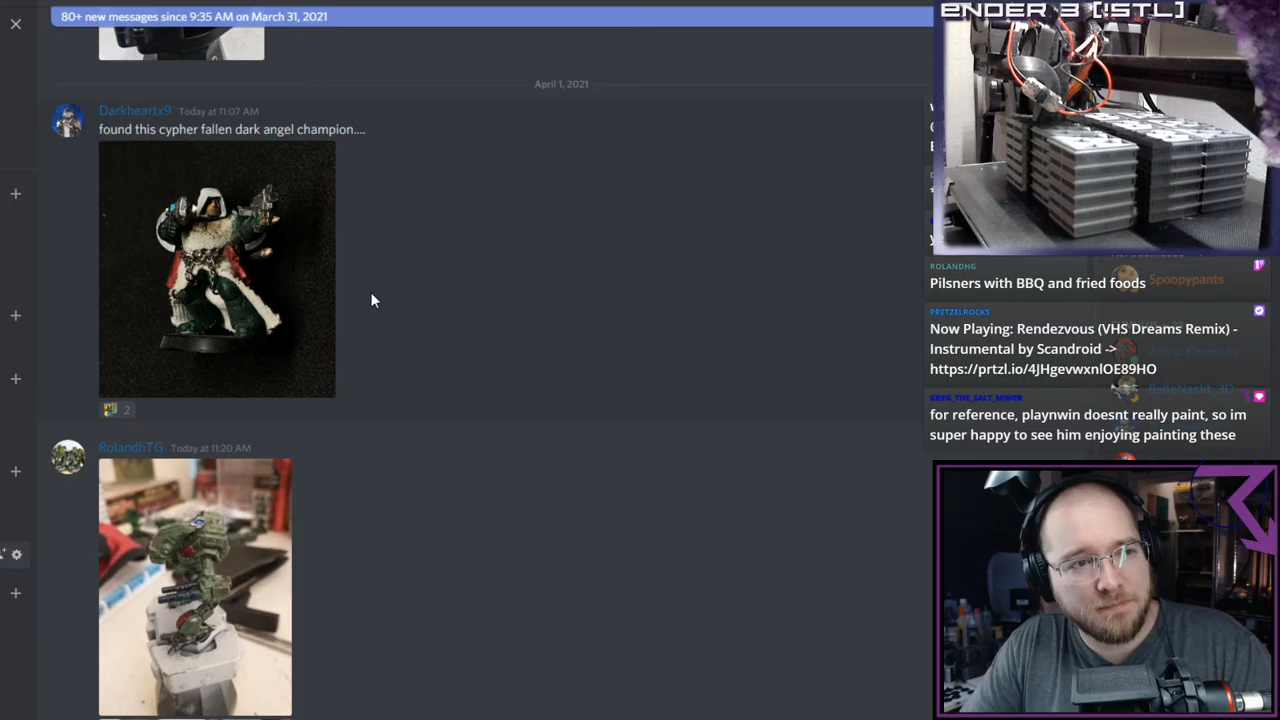 80+ new messages since 9:35 AM on March 31, 2021
ENDER 3 [!STL]
April 1, 2021
Darkheartx9 Today at 11:07 AM
found this cypher fallen dark angel champion....
2
RolandhTG Today at 11:20 AM
ROLANDHG
Pilsners with BBQ and fried foods
Spoopypants
PRETZELROCKS
Now Playing: Rendezvous (VHS Dreams Remix) -
Instrumental by Scandroid ->
https://prtzl.io/4JHgevwxnlOE89HO
BellaNacht_3D
GREG_THE_SALT_MINER
for reference, playnwin doesnt really paint, so im
super happy to see him enjoying painting these